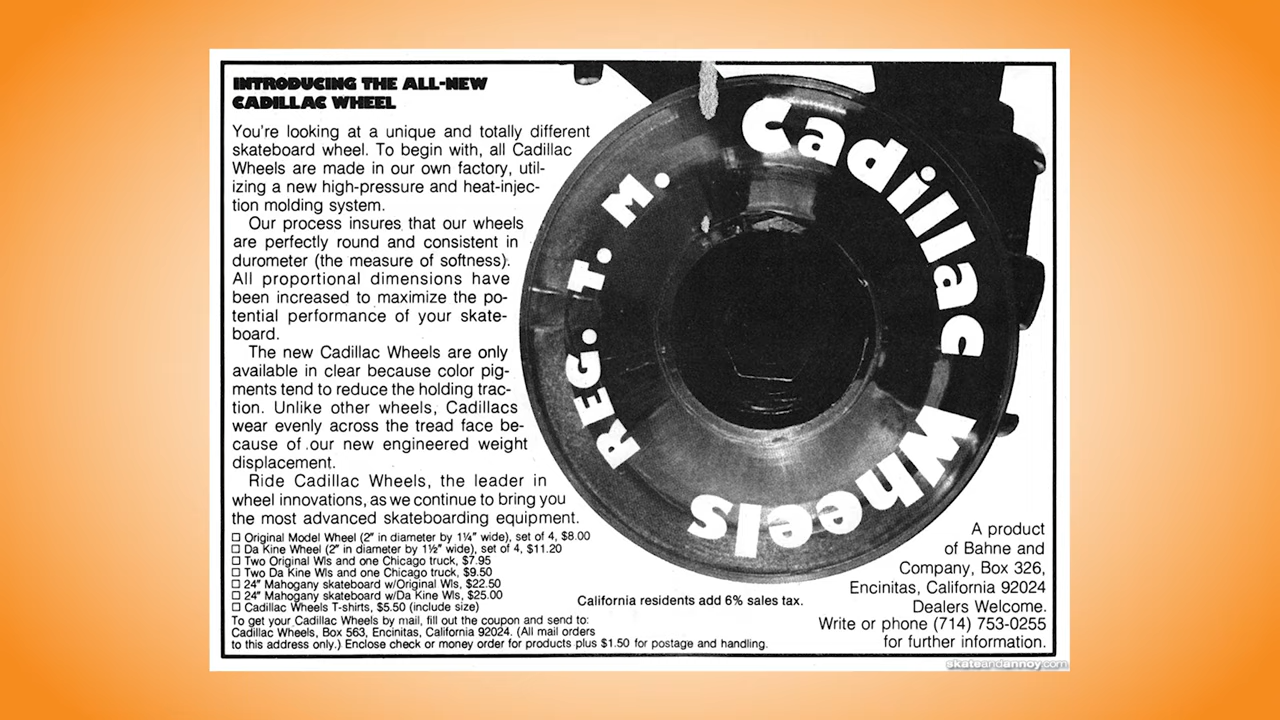 INTRODUCING THE ALL-NEW
CADILLAC WHEEL
You're looking at a unique and totally different
skateboard wheel. To begin with, all Cadillac
Wheels are made in our own factory, util-
izing a new high-pressure and heat-injec-
tion molding system.
Our process insures that our wheels
are perfectly round and consistent in
durometer (the measure of softness).
All proportional dimensions have
been increased to maximize the po-
tential performance of your skate-
board.
The new Cadillac Wheels are only
available in clear because color pig-
ments tend to reduce the holding trac-
tion. Unlike other wheels, Cadillacs
wear evenly across the tread face be-
cause of our new engineered weight
displacement.
Ride Cadillac Wheels, the leader in
wheel innovations, as we continue to bring you
the most advanced skateboarding equipment.
☐ Original Model Wheel (2" in diameter by 1¼" wide), set of 4, $8.00
☐ Da Kine Wheel (2" in diameter by 1½" wide), set of 4, $11.20
☐ Two Original Wls and one Chicago truck, $7.95
☐ Two Da Kine Wls and one Chicago truck, $9.50
☐ 24" Mahogany skateboard w/Original Wls, $22.50
☐ 24" Mahogany skateboard w/Da Kine Wls, $25.00
☐ Cadillac Wheels T-shirts, $5.50 (include size)
To get your Cadillac Wheels by mail, fill out the coupon and send to:
Cadillac Wheels, Box 563, Encinitas, California 92024. (All mail orders
to this address only.) Enclose check or money order for products plus $1.50 for postage and handling.
Cadillac Wheels
REG. T. M.
California residents add 6% sales tax.
A product
of Bahne and
Company, Box 326,
Encinitas, California 92024
Dealers Welcome.
Write or phone (714) 753-0255
for further information.
skateandannoy.com